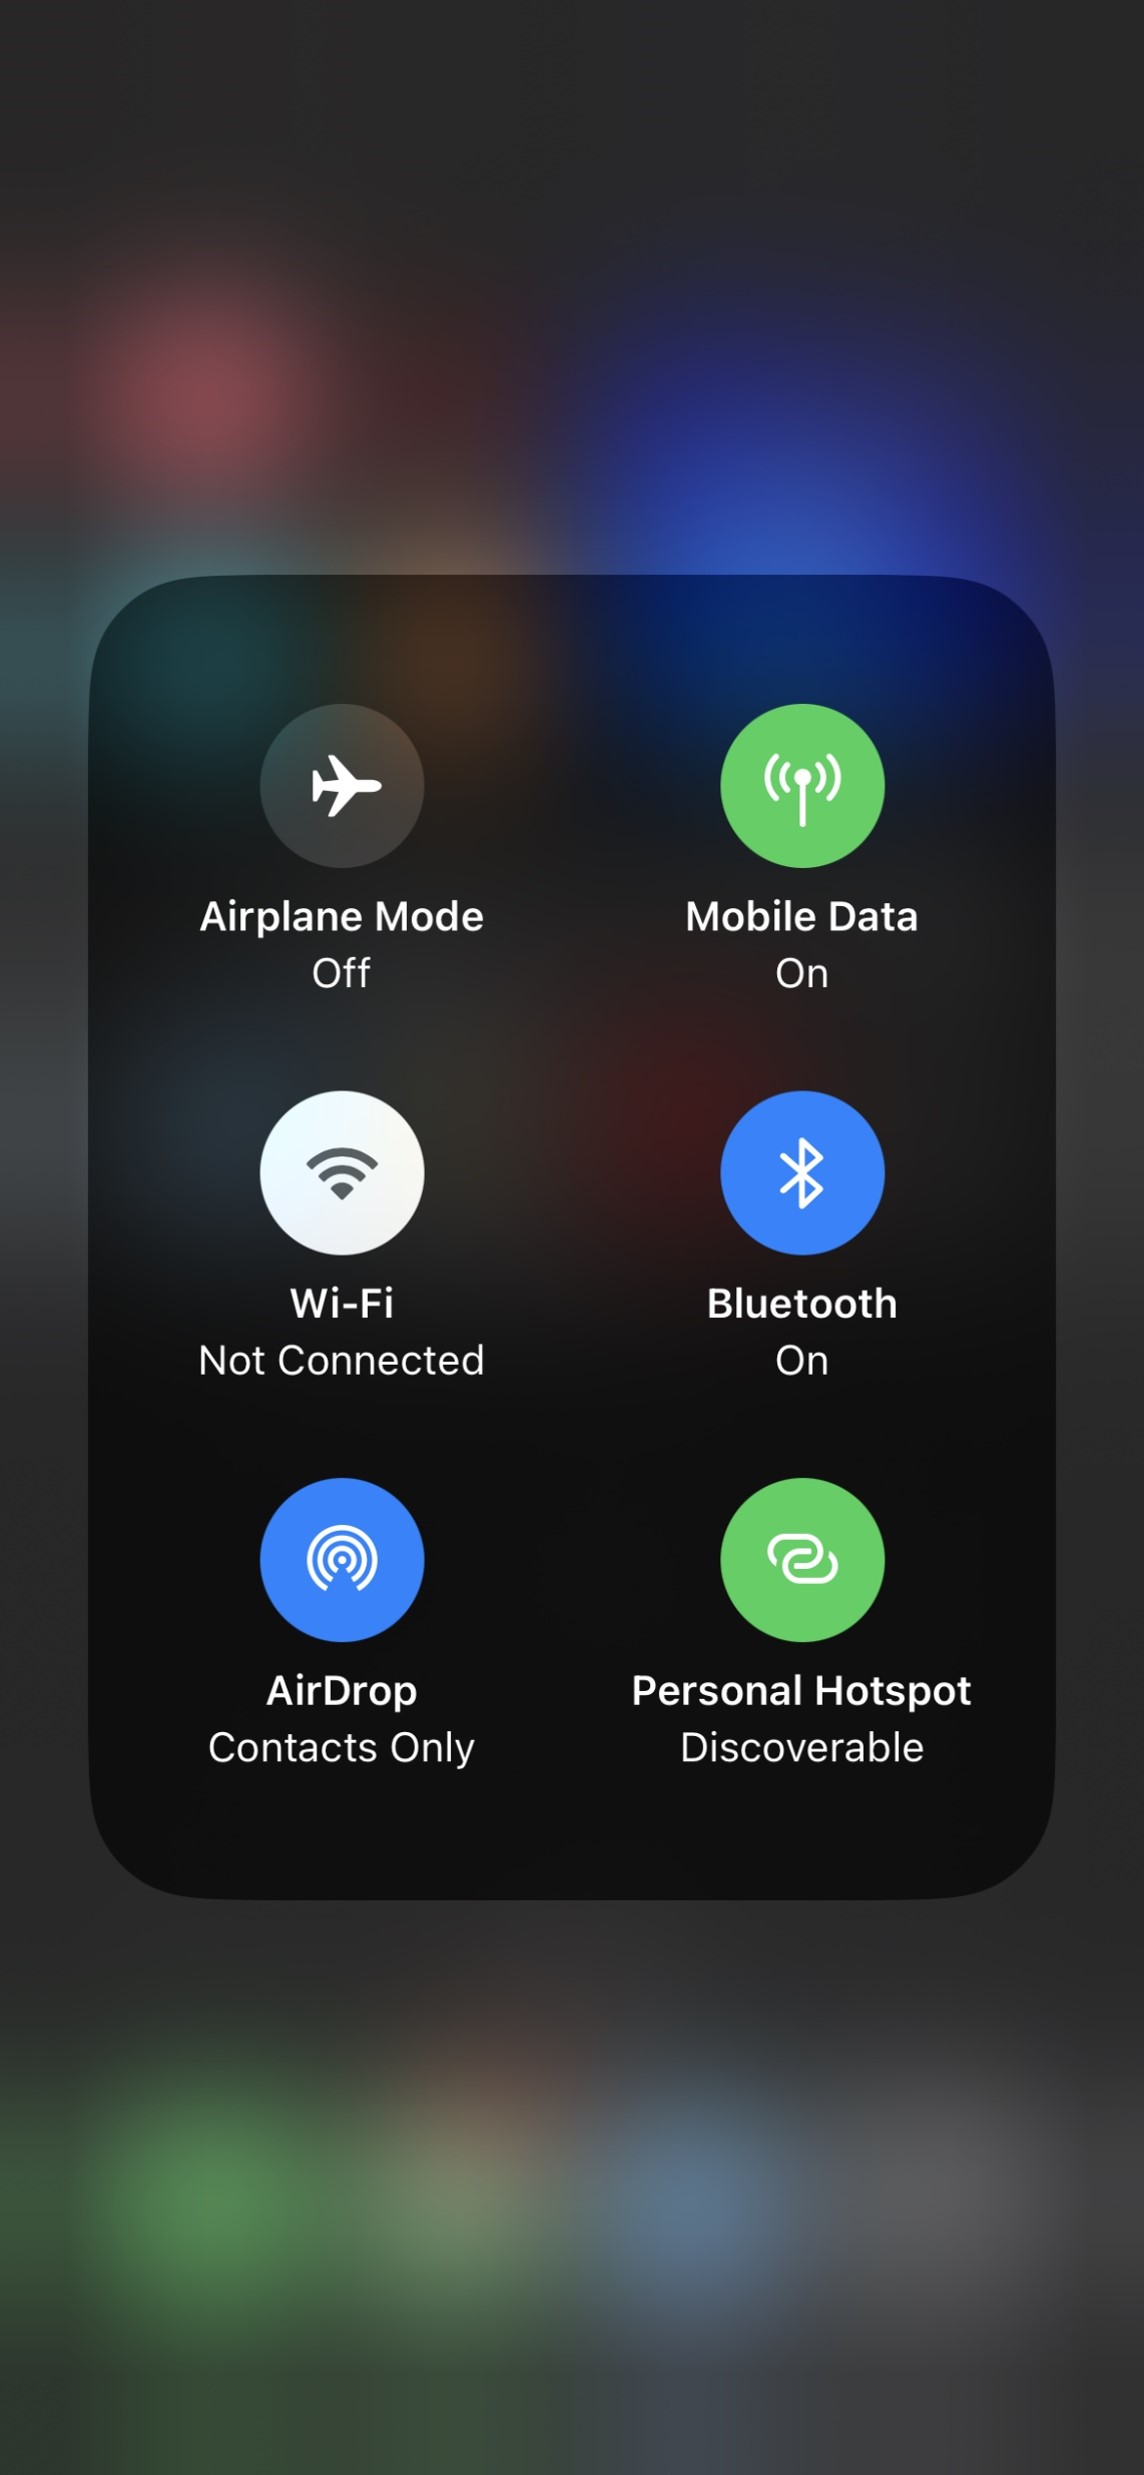 Airplane Mode
Off
Mobile Data
On
Wi-Fi
Not Connected
Bluetooth
On
AirDrop
Contacts Only
Personal Hotspot
Discoverable